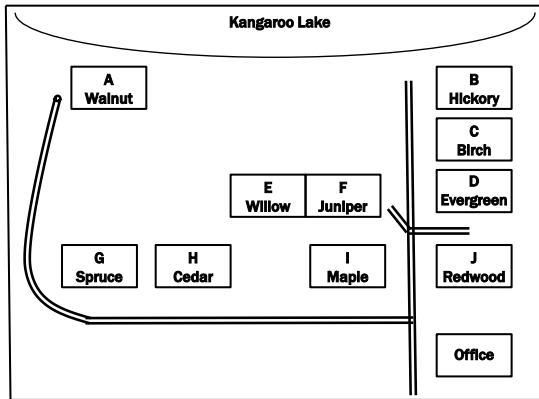 Kangaroo Lake
A
Walnut
B
Hickory
C
Birch
D
Evergreen
E
Willow
F
Juniper
G
Spruce
H
Cedar
I
Maple
J
Redwood
Office